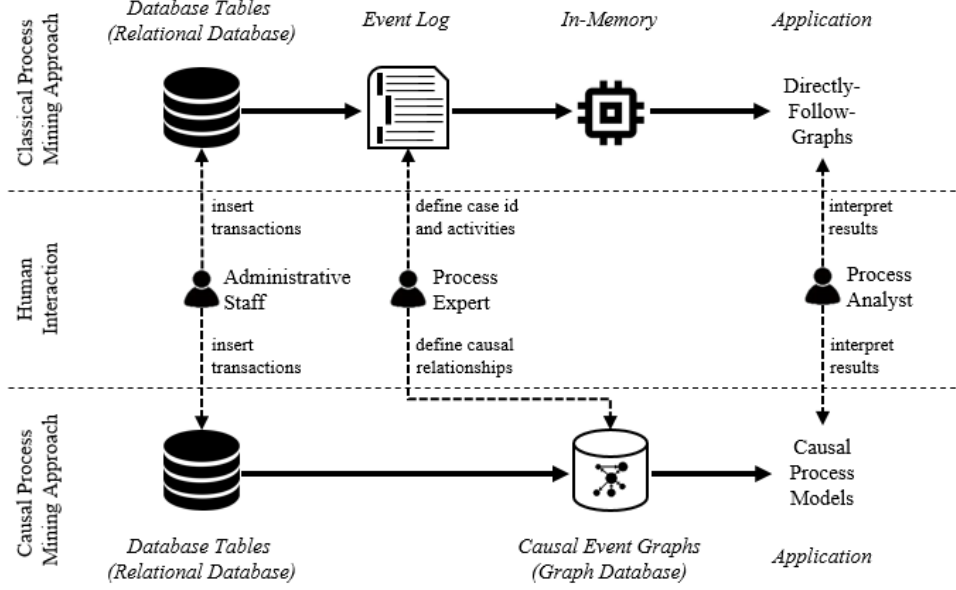 Database Tables
(Relational Database)
Event Log
In-Memory
Application
Classical Process
Mining Approach
Directly-
Follow-
Graphs
insert
transactions
define case id
and activities
interpret
results
Human
Interaction
Administrative
Staff
Process
Expert
Process
Analyst
insert
transactions
define causal
relationships
interpret
results
Causal Process
Mining Approach
Causal
Process
Models
Database Tables
(Relational Database)
Causal Event Graphs
(Graph Database)
Application